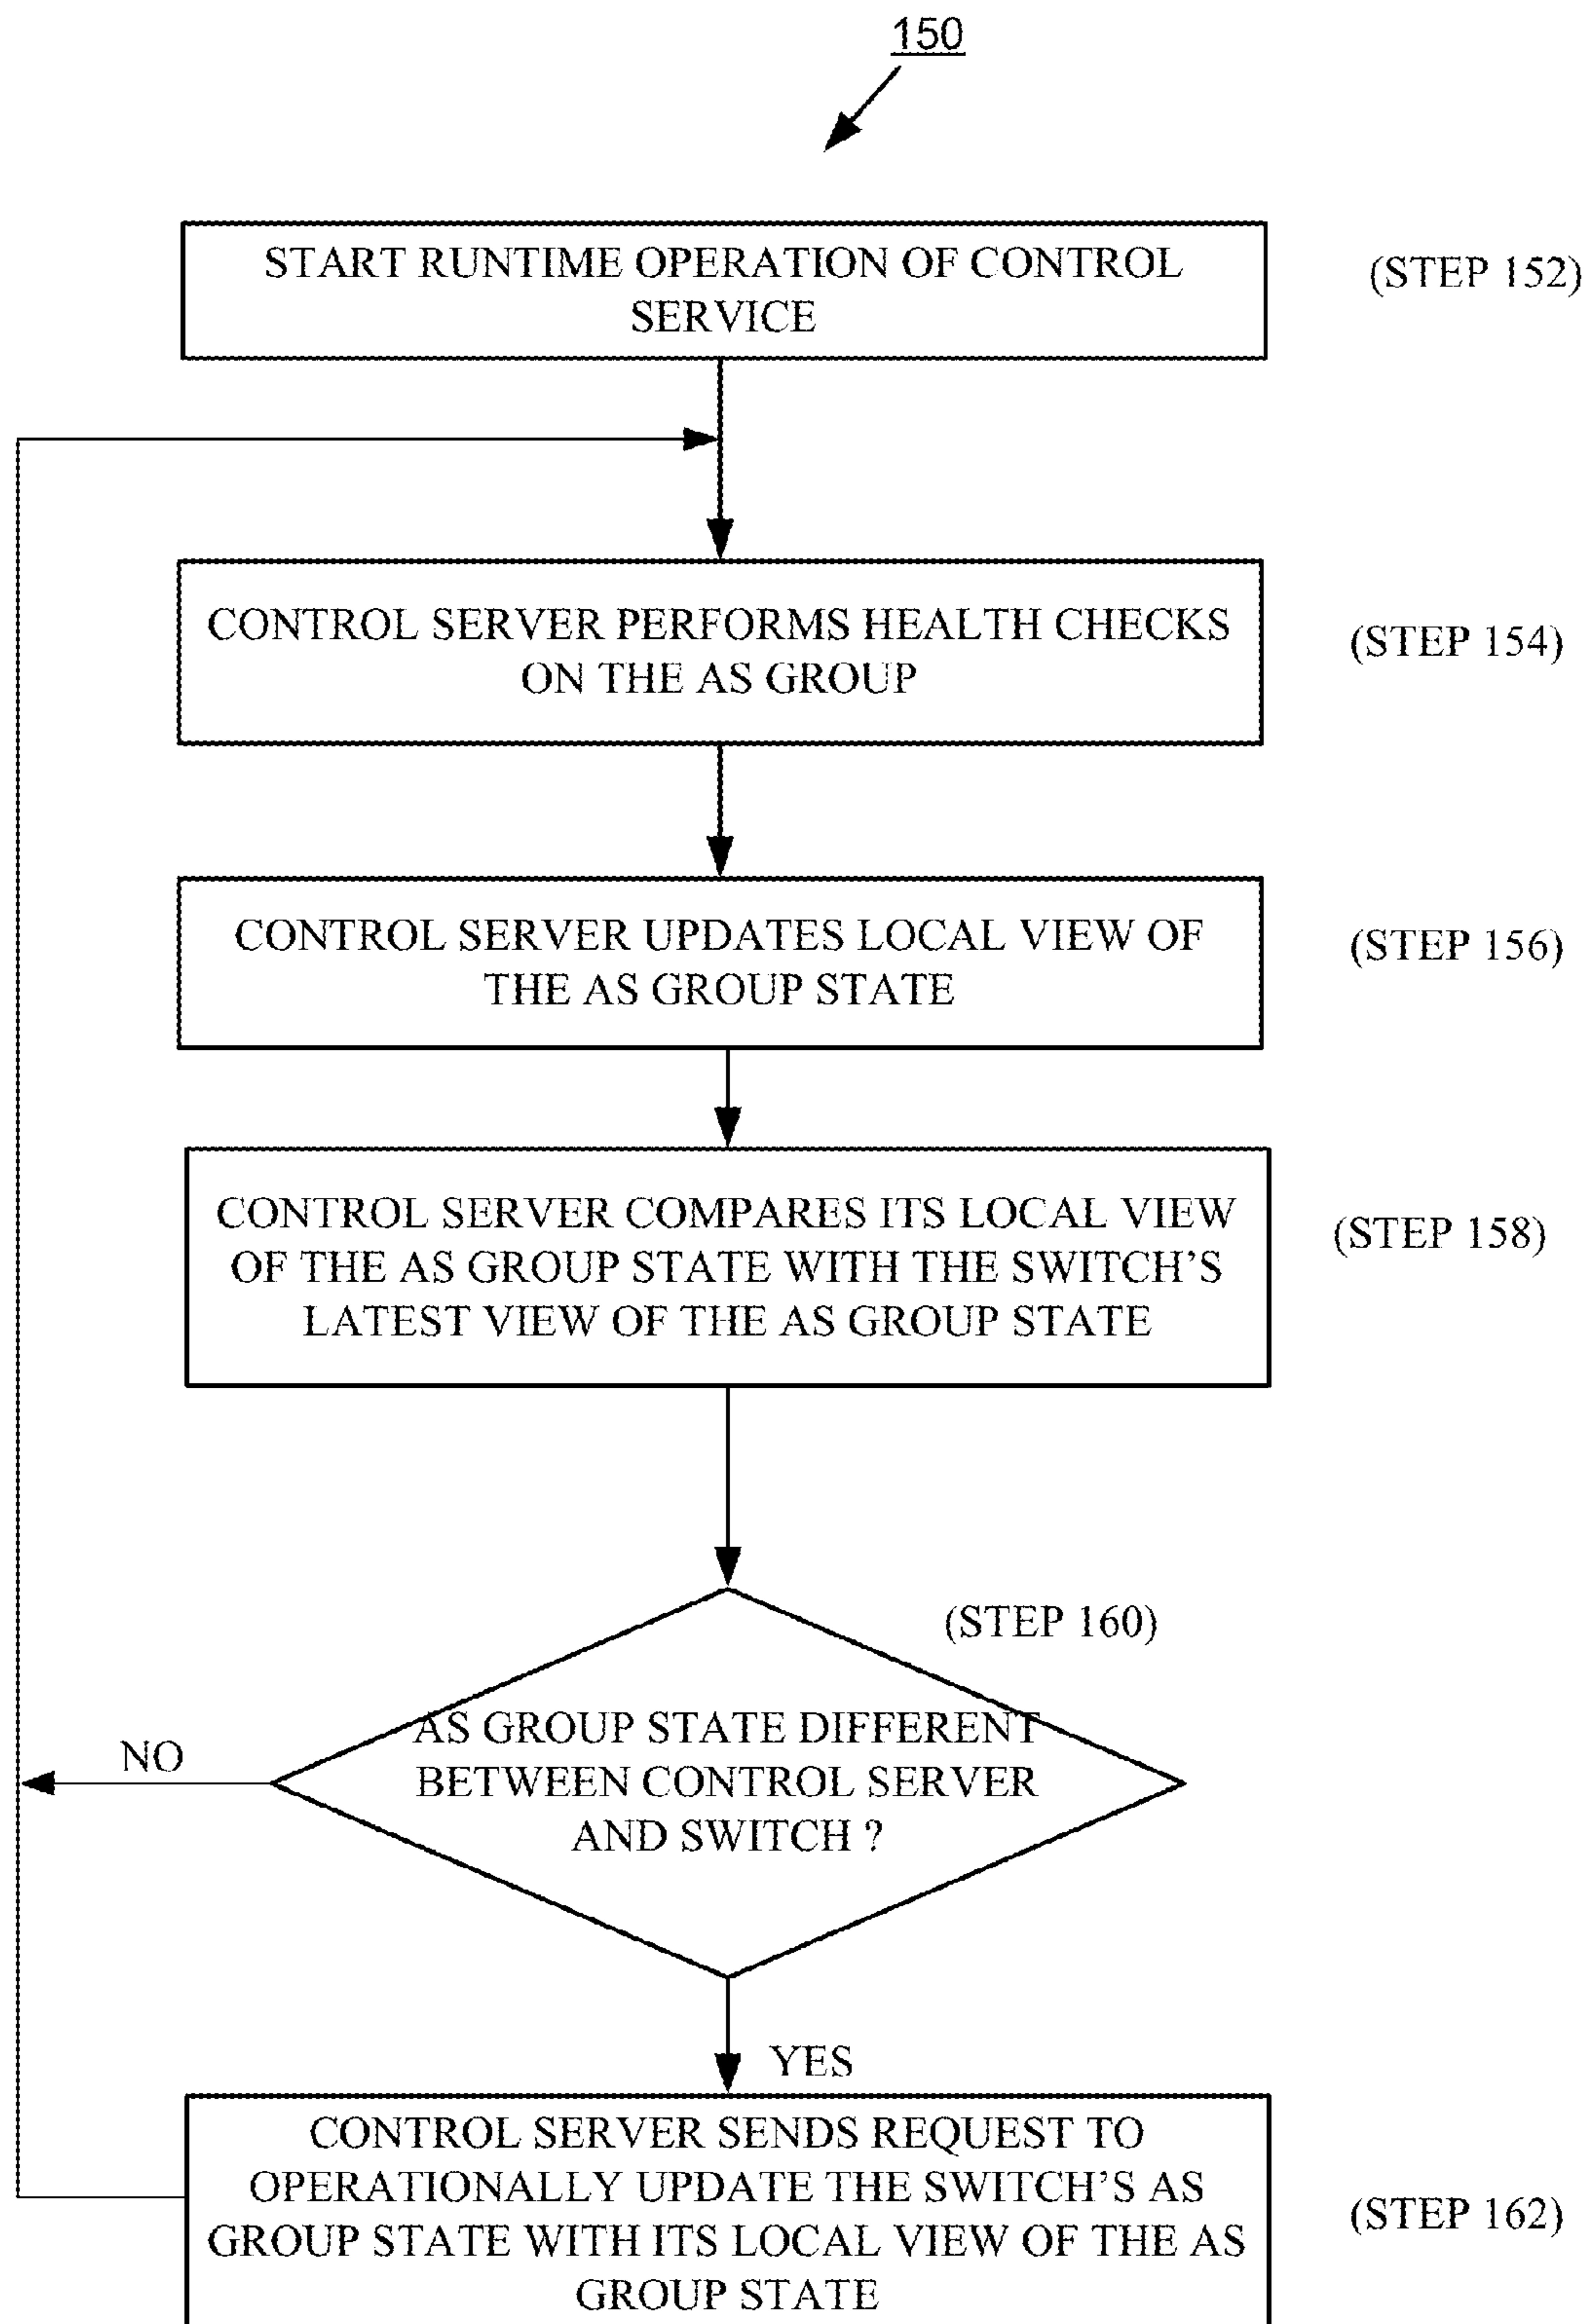 150
START RUNTIME OPERATION OF CONTROL
SERVICE
(STEP 152)
CONTROL SERVER PERFORMS HEALTH CHECKS
ON THE AS GROUP
(STEP 154)
CONTROL SERVER UPDATES LOCAL VIEW OF
THE AS GROUP STATE
(STEP 156)
CONTROL SERVER COMPARES ITS LOCAL VIEW
OF THE AS GROUP STATE WITH THE SWITCH'S
LATEST VIEW OF THE AS GROUP STATE
(STEP 158)
(STEP 160)
AS GROUP STATE DIFFERENT
BETWEEN CONTROL SERVER
AND SWITCH ?
NO
YES
CONTROL SERVER SENDS REQUEST TO
OPERATIONALLY UPDATE THE SWITCH'S AS
GROUP STATE WITH ITS LOCAL VIEW OF THE AS
GROUP STATE
(STEP 162)